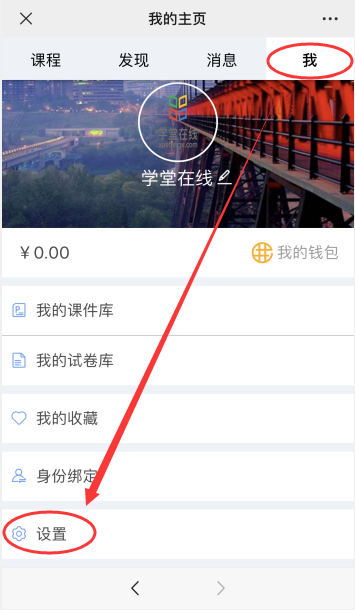 我的主页
课程 发现 消息 我
学堂在线
xuetangx.com
学堂在线
￥0.00 我的钱包
我的课件库
我的试卷库
我的收藏
身份绑定
设置